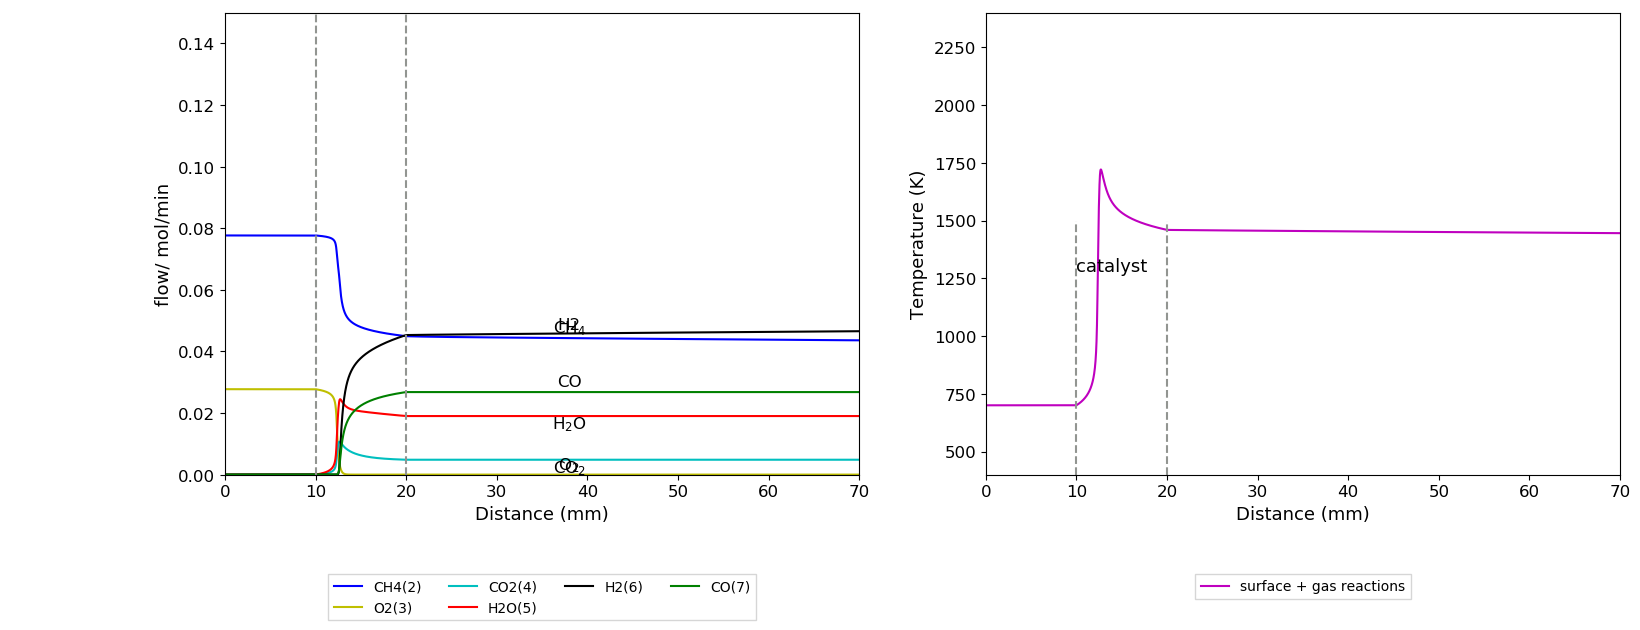 0.14
0.12
0.10
0.08
0.06
0.04
0.02
0.00
flow/ mol/min
H2
CH₄
CO
H₂O
O₂
CO₂
0 10 20 30 40 50 60 70
Distance (mm)
CH4(2) CO2(4) H2(6) CO(7)
O2(3) H2O(5)
2250
2000
1750
1500
1250
1000
750
500
Temperature (K)
catalyst
0 10 20 30 40 50 60 70
Distance (mm)
surface + gas reactions